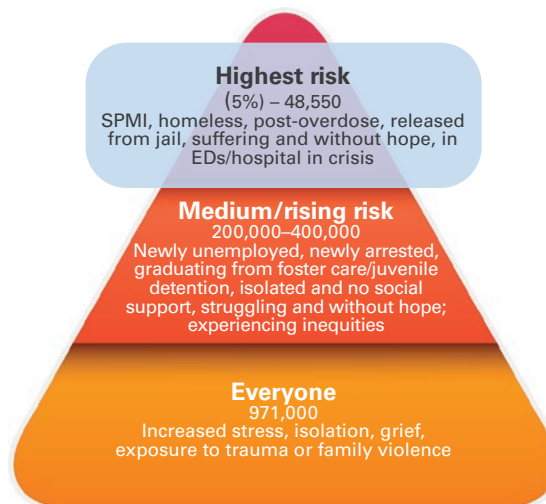 Highest risk
(5%) – 48,550
SPMI, homeless, post-overdose, released
from jail, suffering and without hope, in
EDs/hospital in crisis
Medium/rising risk
200,000–400,000
Newly unemployed, newly arrested,
graduating from foster care/juvenile
detention, isolated and no social
support, struggling and without hope;
experiencing inequities
Everyone
971,000
Increased stress, isolation, grief,
exposure to trauma or family violence